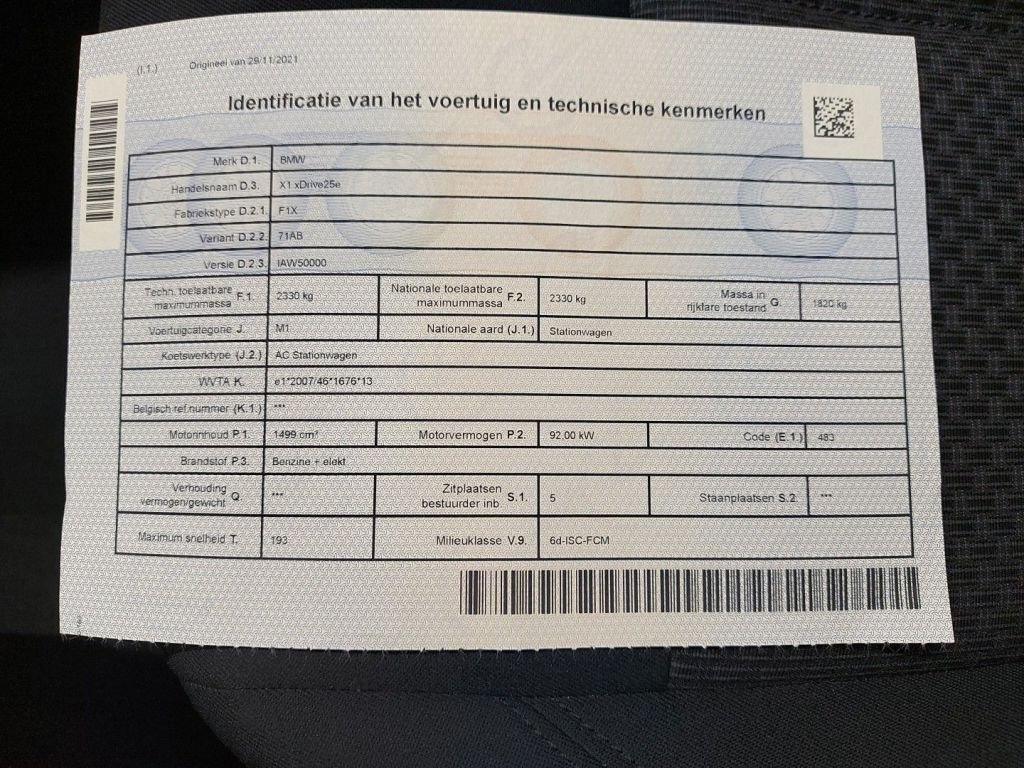 (I.1.) Origineel van 29/11/2021
Identificatie van het voertuig en technische kenmerken
Merk D.1. BMW
Handelsnaam D.3. X1 xDrive25e
Fabriekstype D.2.1. F1X
Variant D.2.2. 71AB
Versie D.2.3. IAW50000
Techn. toelaatbare maximummassa F.1. 2330 kg Nationale toelaatbare maximummassa F.2. 2330 kg Massa in rijklare toestand G. 1820 kg
Voertuigcategorie J. M1 Nationale aard (J.1.) Stationwagen
Koetswerktype (J.2.) AC Stationwagen
WVTA K. e1*2007/46*1676*13
Belgisch ref.nummer (K.1.) ***
Motorinhoud P.1. 1499 cm³ Motorvermogen P.2. 92,00 kW Code (E.1.) 483
Brandstof P.3. Benzine + elekt
Verhouding vermogen/gewicht Q. *** Zitplaatsen bestuurder inb. S.1. 5 Staanplaatsen S.2. ***
Maximum snelheid T. 193 Milieuklasse V.9. 6d-ISC-FCM